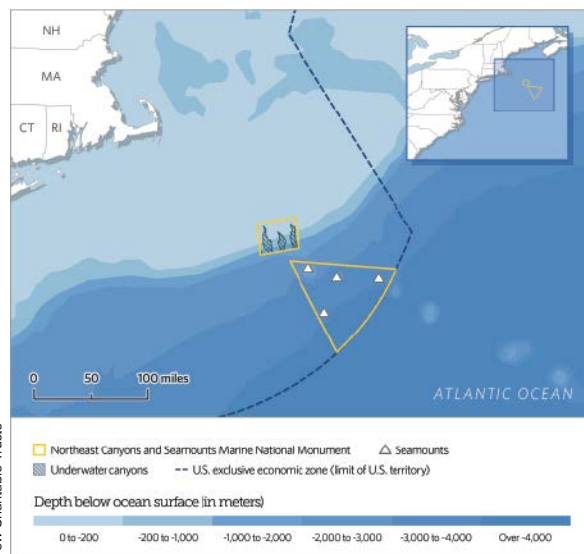 NH
MA
CT RI
0 50 100 miles
ATLANTIC OCEAN
Northeast Canyons and Seamounts Marine National Monument Seamounts
Underwater canyons U.S. exclusive economic zone (limit of U.S. territory)
Depth below ocean surface (in meters)
0 to -200 -200 to -1,000 -1,000 to -2,000 -2,000 to -3,000 -3,000 to -4,000 Over -4,000
Charitable Trusts